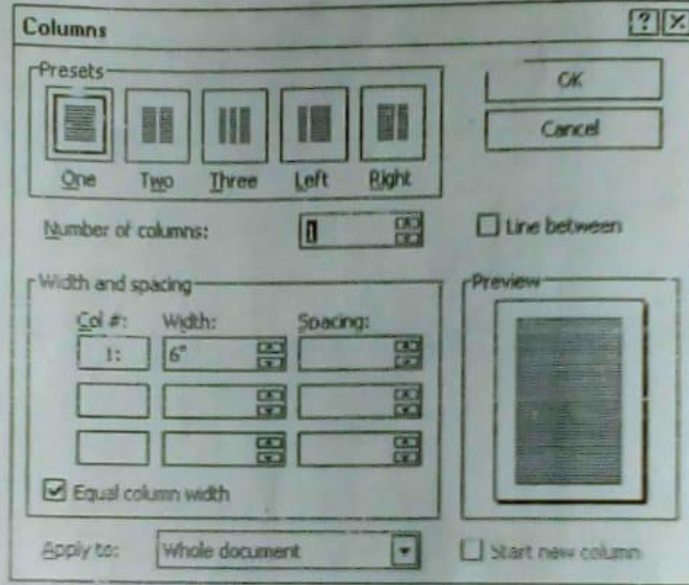 Columns
Presets
One Two Three Left Right
OK
Cancel
Number of columns: 1
Line between
Width and spacing
Col #: Width: Spacing:
1: 6"
Equal column width
Preview
Apply to: Whole document
Start new column